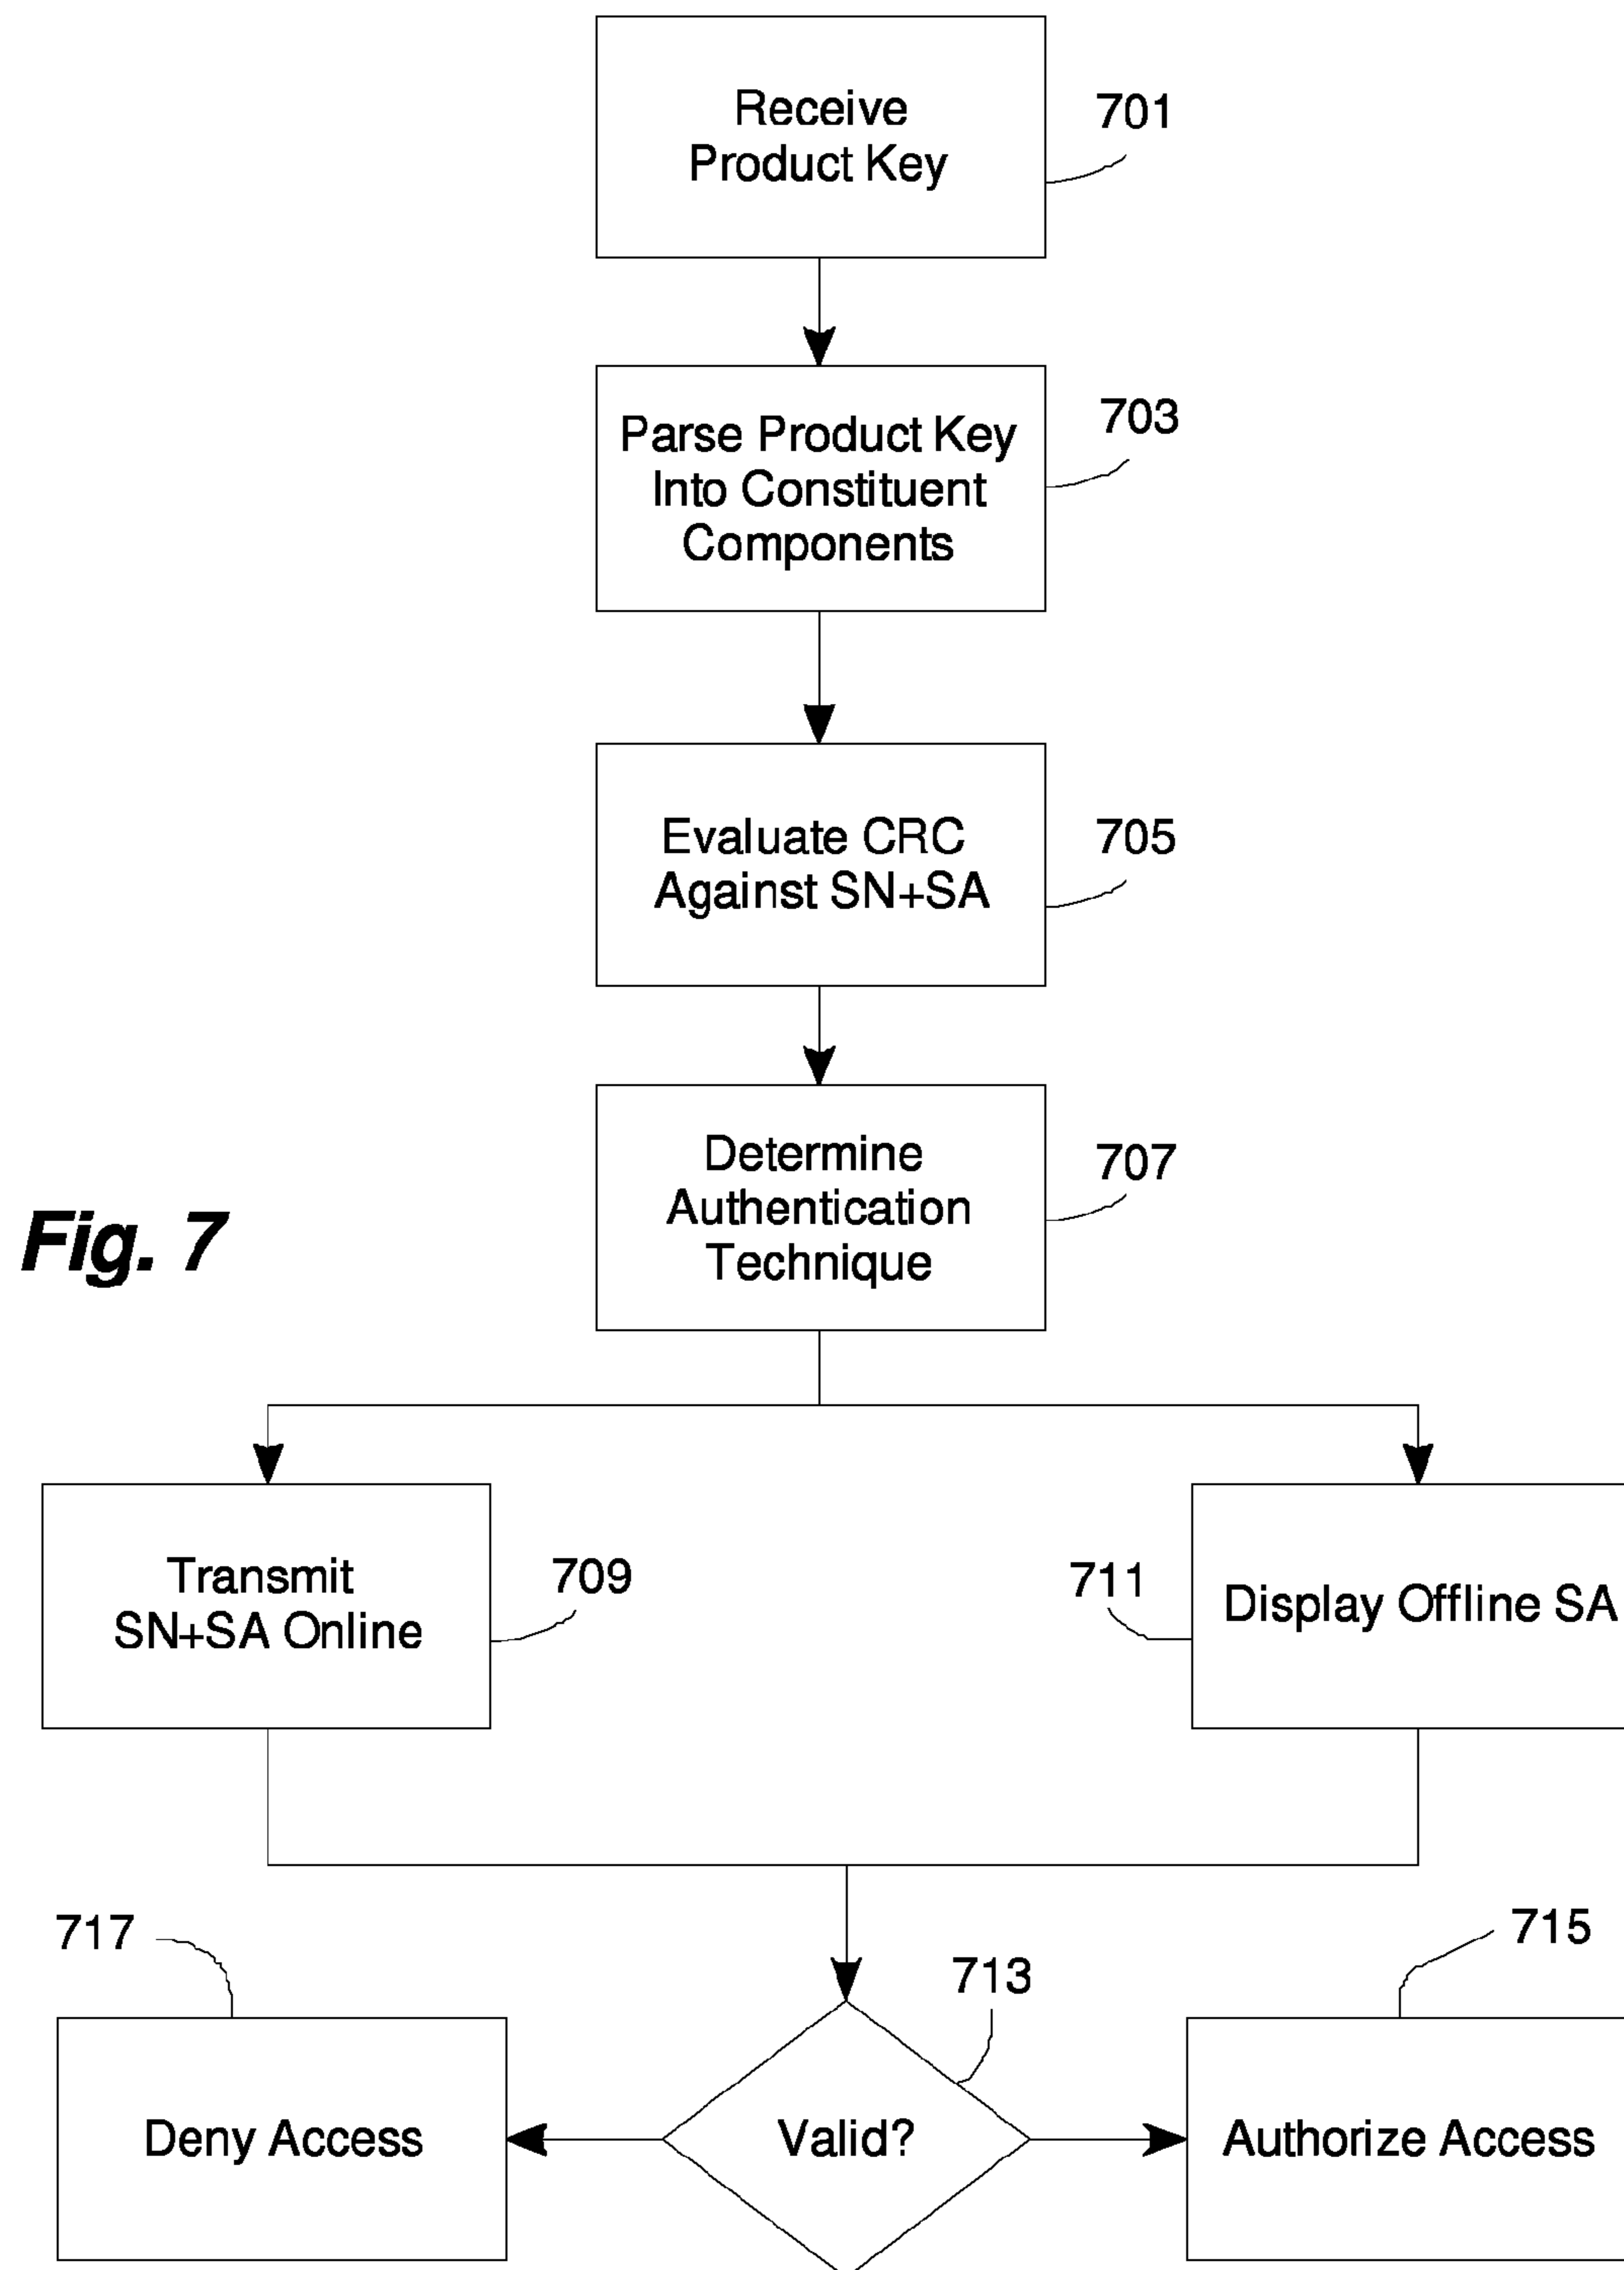 Receive
Product Key
701
Parse Product Key
Into Constituent
Components
703
Evaluate CRC
Against SN+SA
705
Determine
Authentication
Technique
707
Fig. 7
Transmit
SN+SA Online
709
711
Display Offline SA
717
713
715
Deny Access
Valid?
Authorize Access